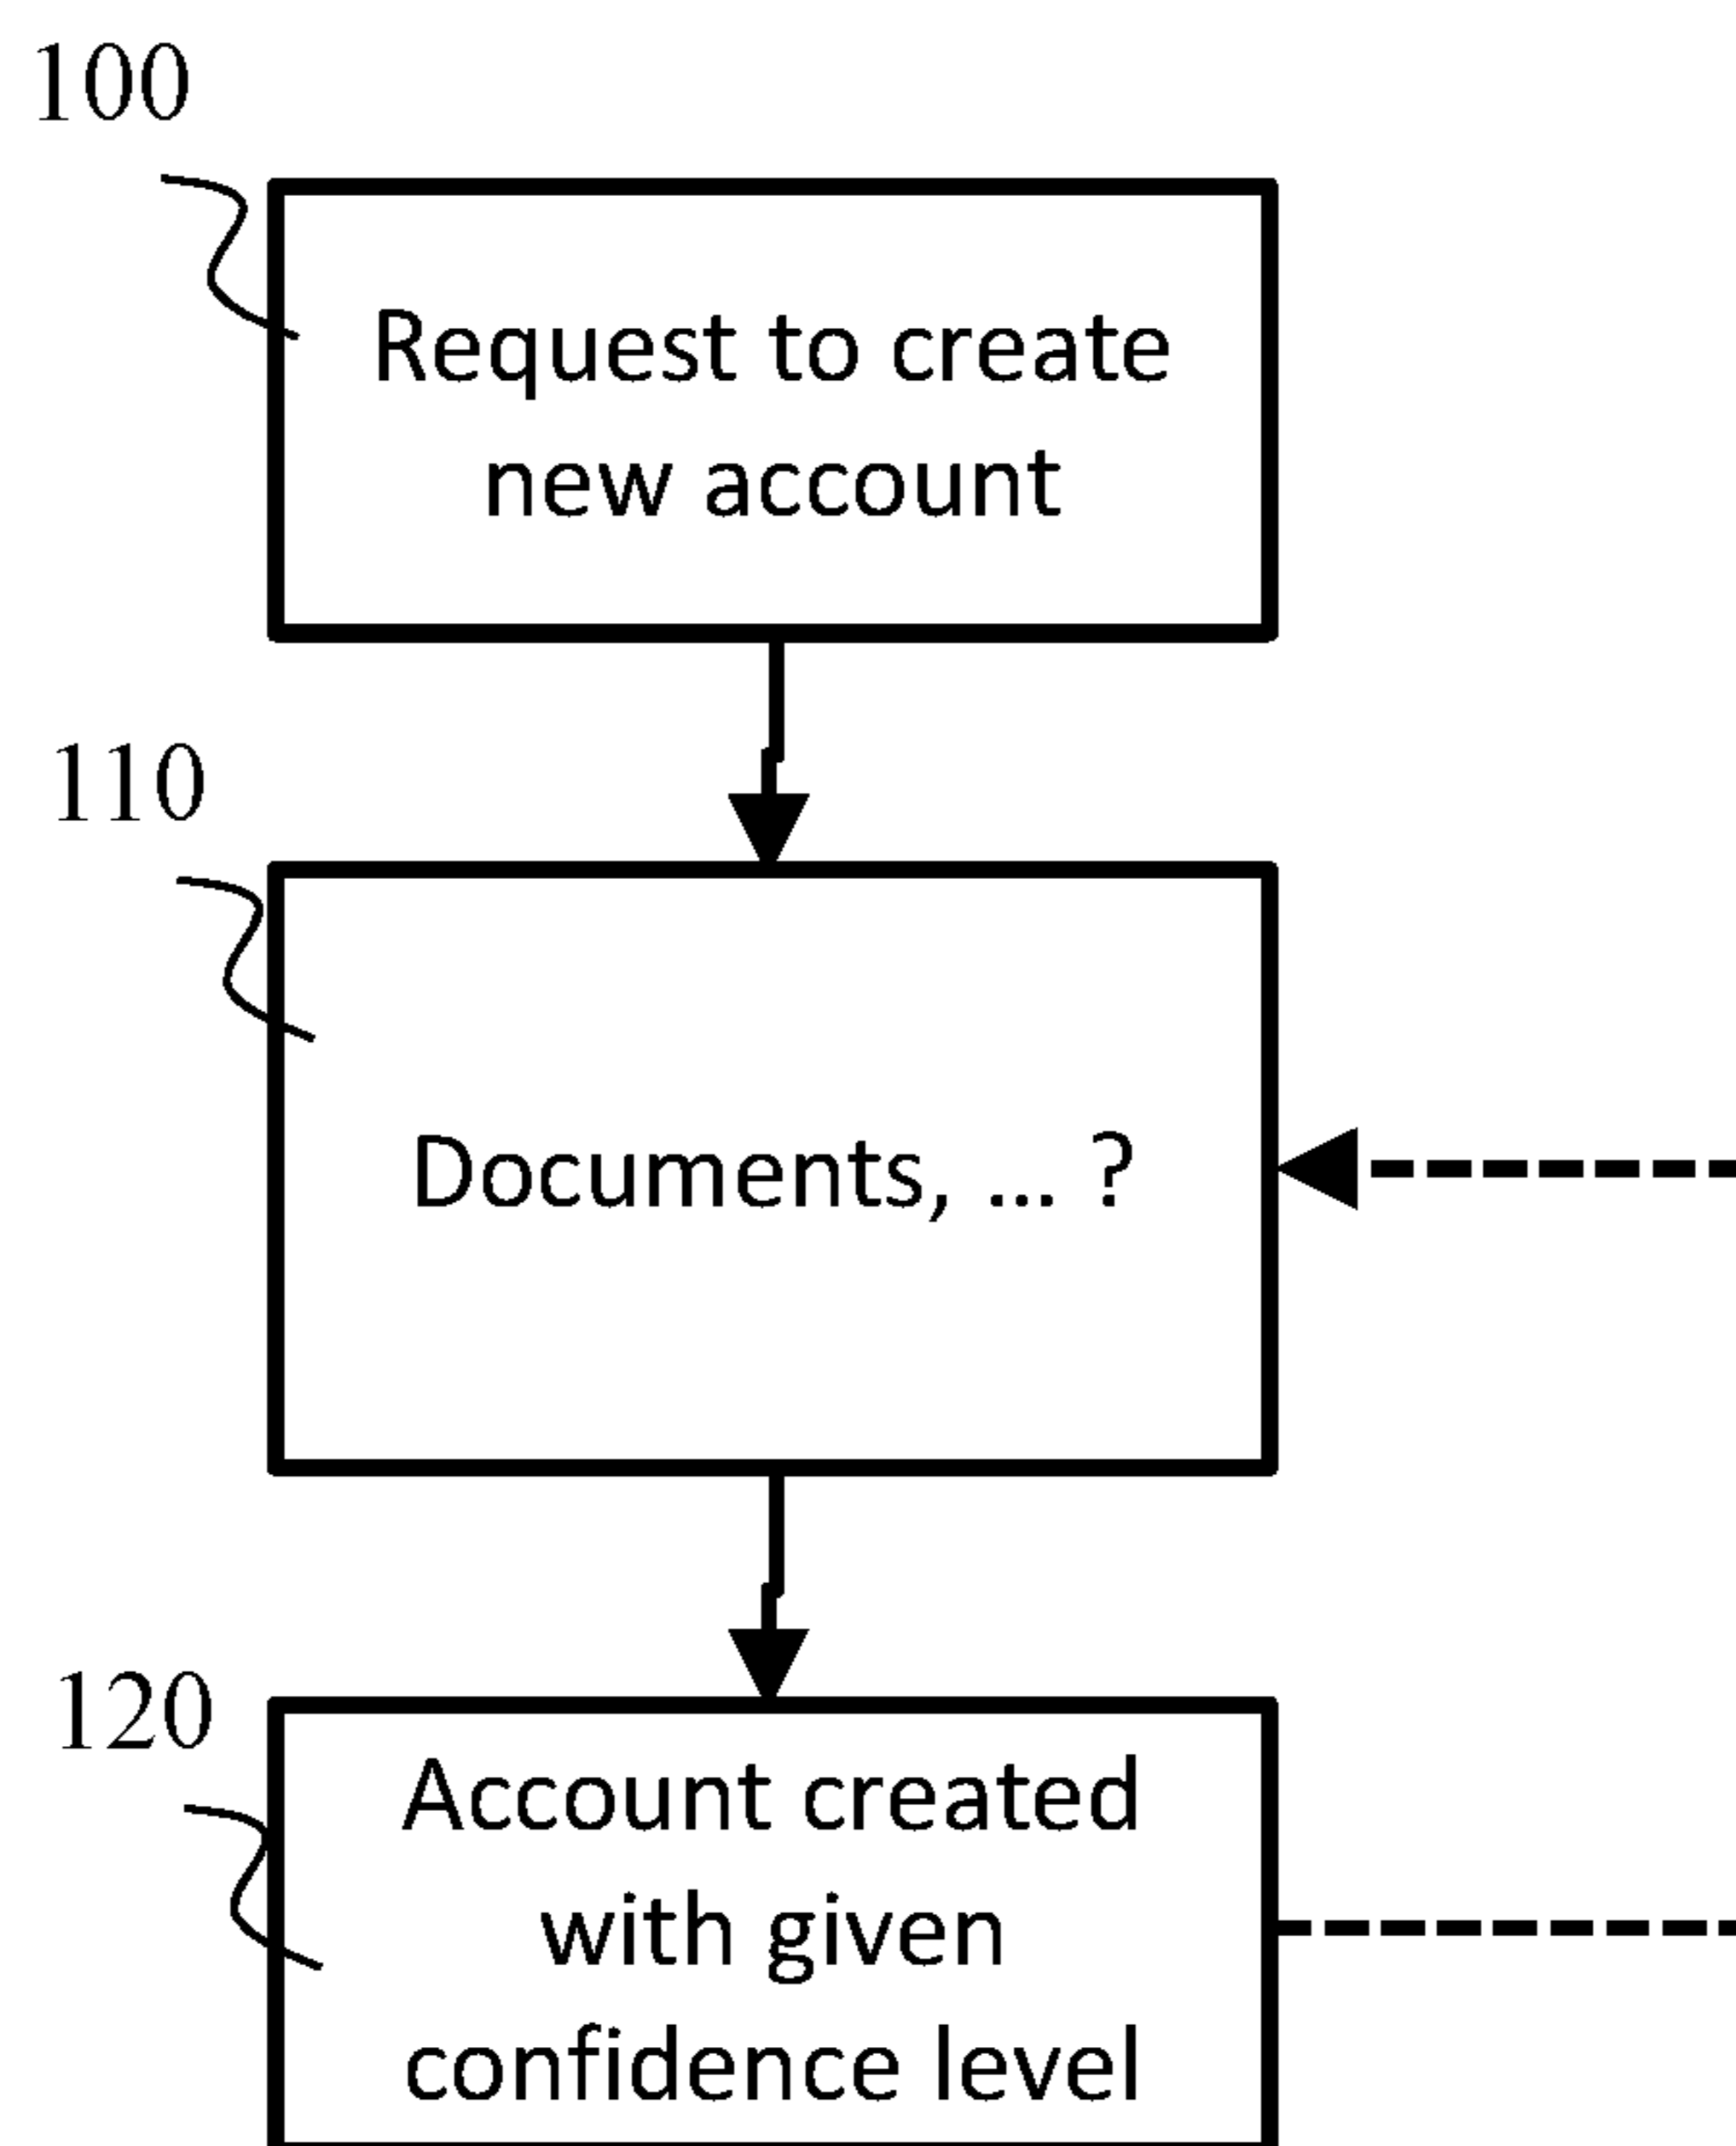 100
Request to create
new account
110
Documents, ... ?
120
Account created
with given
confidence level